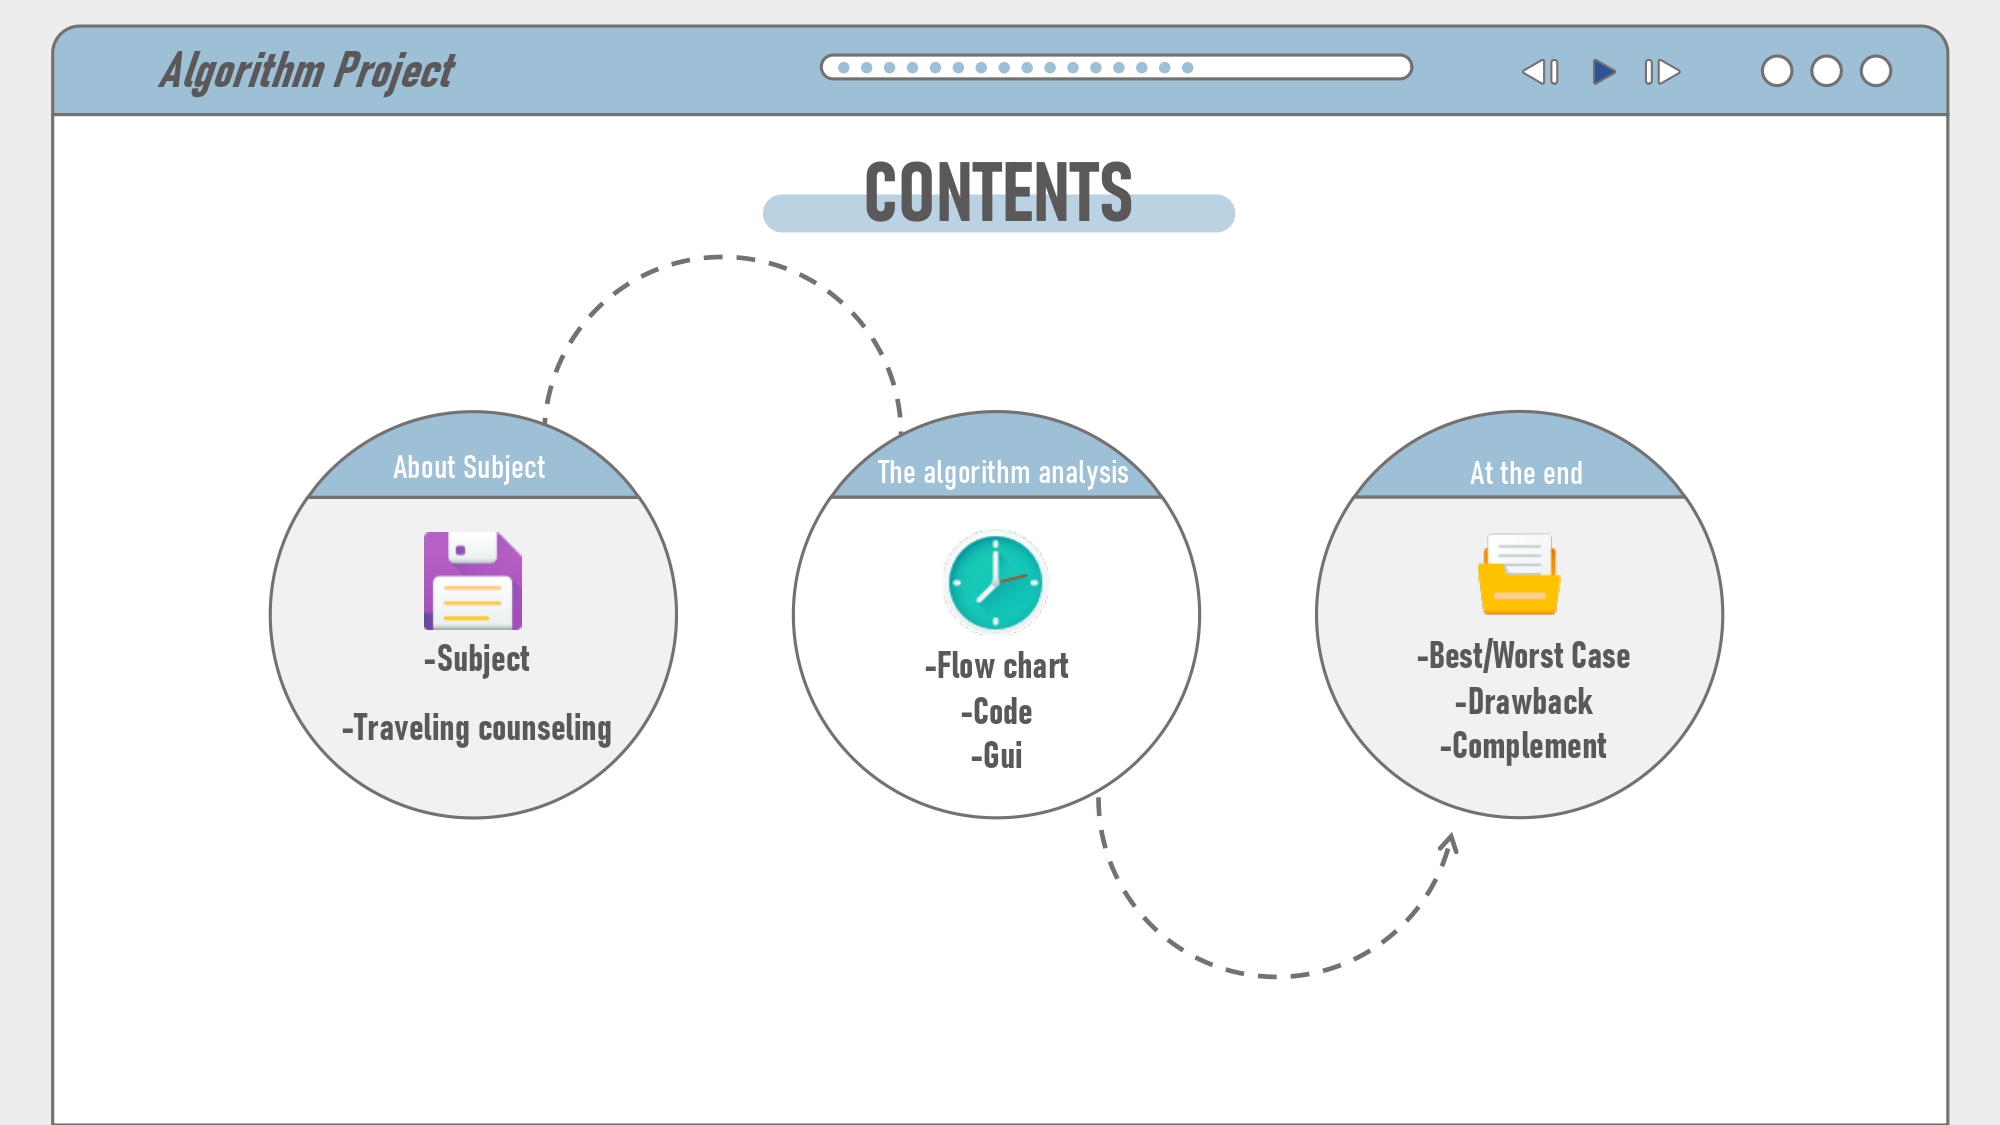 Algorithm Project
CONTENTS
About Subject
-Subject
-Traveling counseling
The algorithm analysis
-Flow chart
-Code
-Gui
At the end
-Best/Worst Case
-Drawback
-Complement